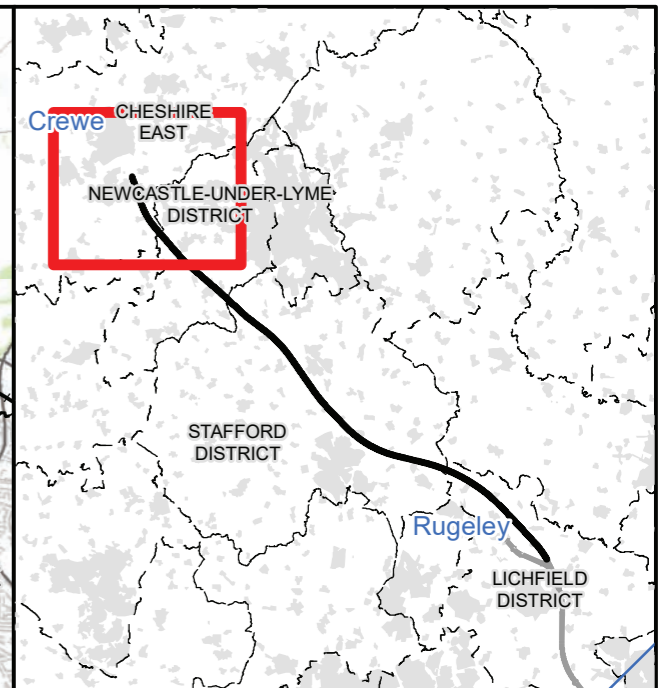 Crewe
CHESHIRE
EAST
NEWCASTLE-UNDER-LYME
DISTRICT
STAFFORD
DISTRICT
Rugeley
LICHFIELD
DISTRICT